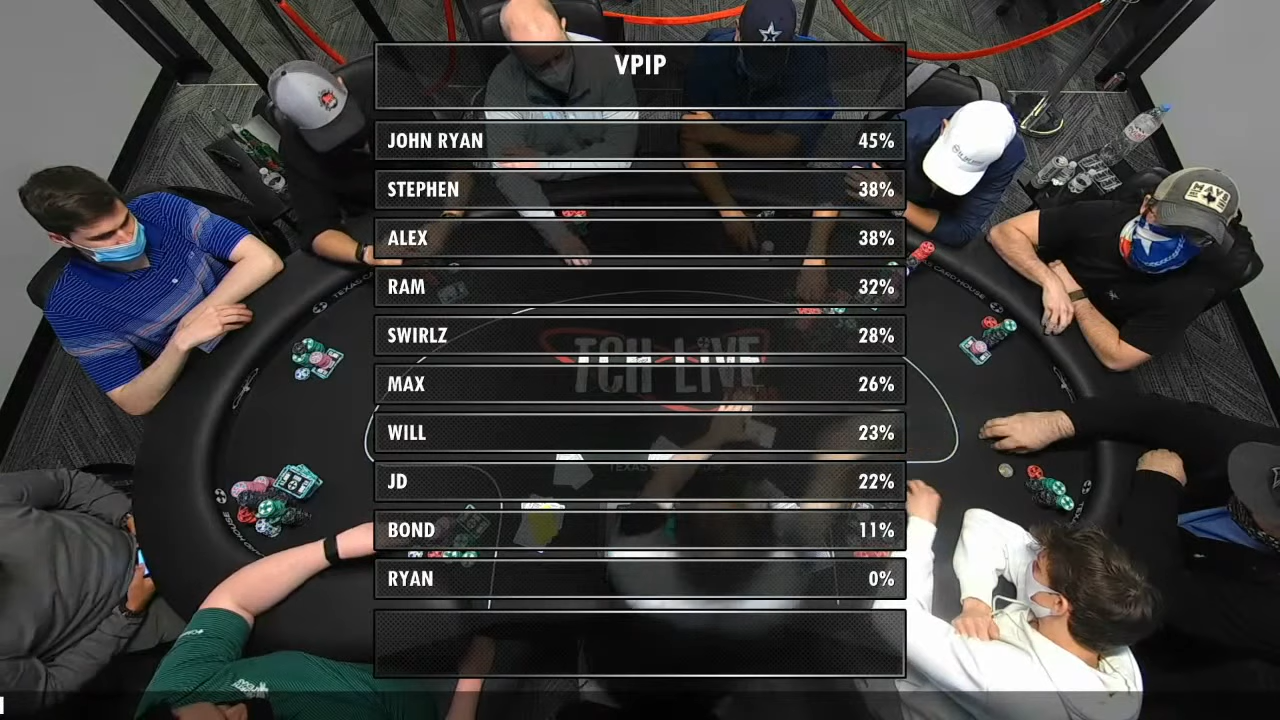 VPIP
JOHN RYAN 45%
STEPHEN 38%
ALEX 38%
RAM 32%
SWIRLZ 28%
MAX 26%
WILL 23%
JD 22%
BOND 11%
RYAN 0%
TCH LIVE